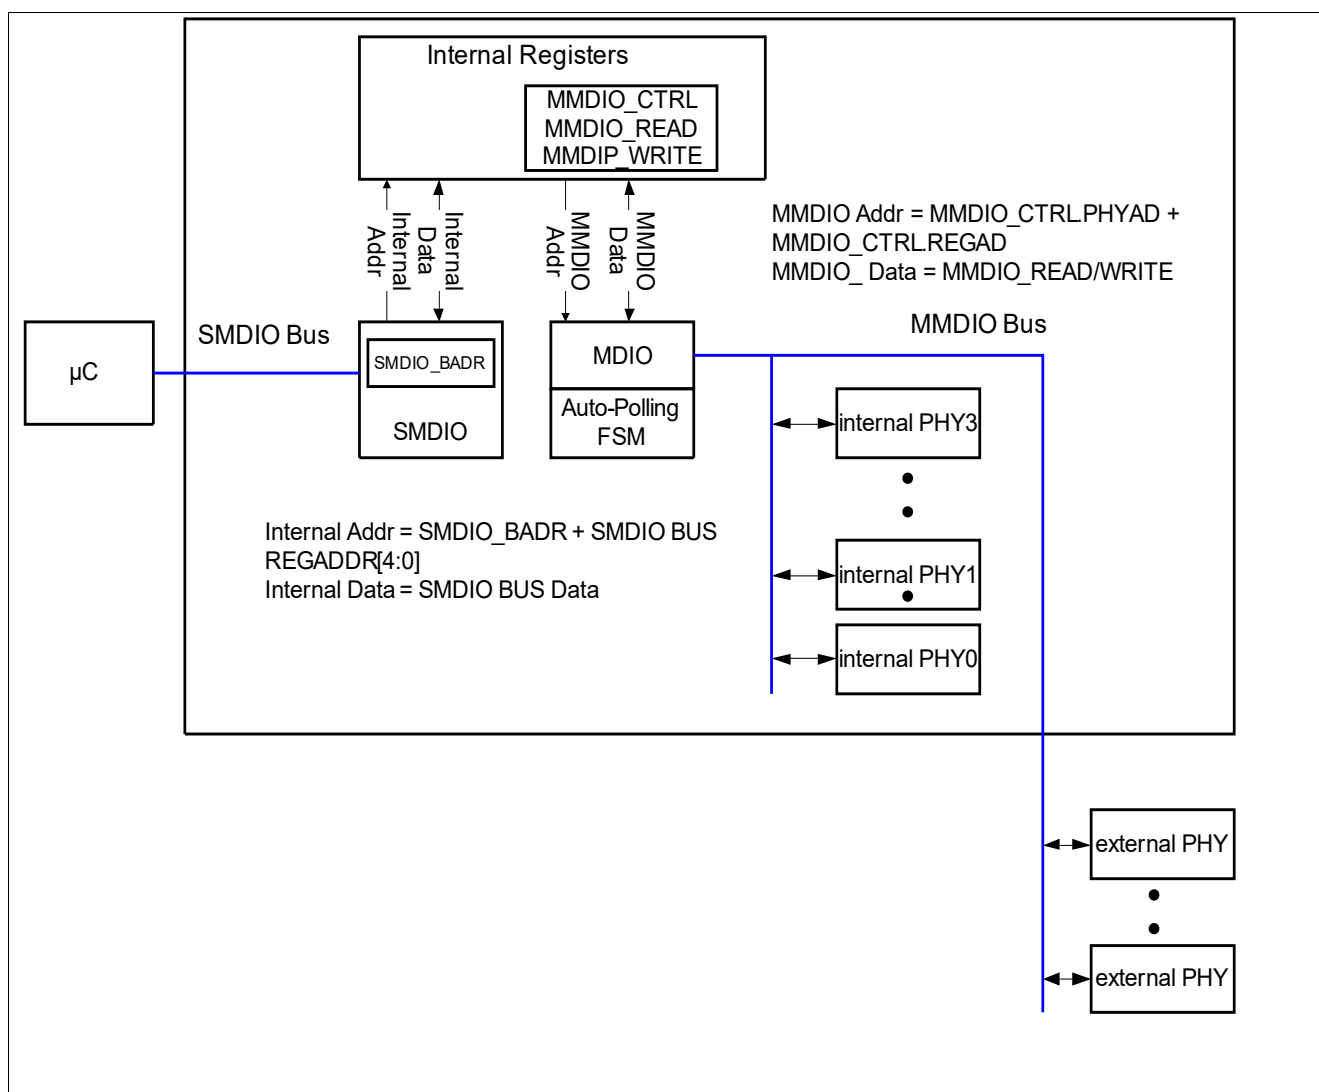 Internal Registers
MMDIO_CTRL
MMDIO_READ
MMDIP_WRITE
Internal
Addr
Internal
Data
MMDIO
Addr
MMDIO
Data
MMDIO Addr = MMDIO_CTRL.PHYAD +
MMDIO_CTRL.REGAD
MMDIO_ Data = MMDIO_READ/WRITE
SMDIO Bus
MMDIO Bus
µC
SMDIO_BADR
SMDIO
MDIO
Auto-Polling
FSM
internal PHY3
Internal Addr = SMDIO_BADR + SMDIO BUS
REGADDR[4:0]
Internal Data = SMDIO BUS Data
internal PHY1
internal PHY0
external PHY
external PHY